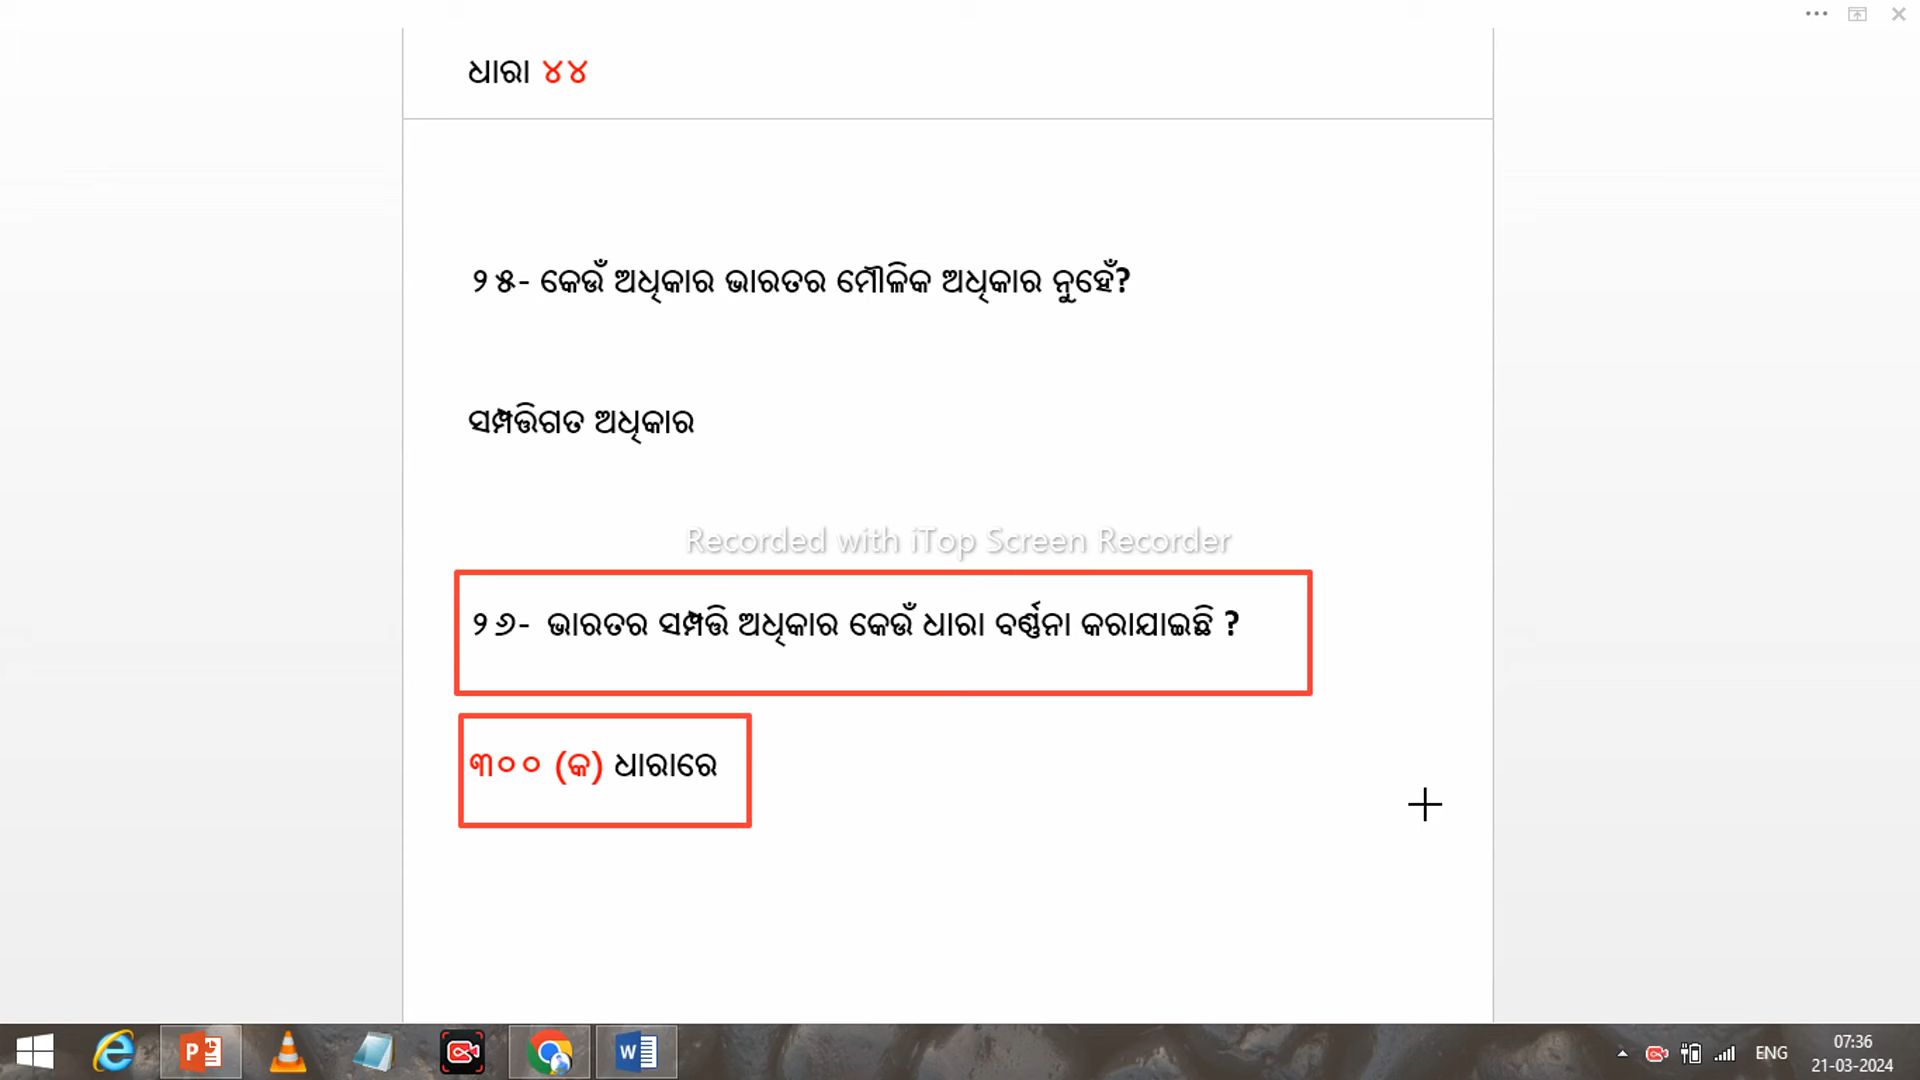 ଧାରା ୪୪
୨୫- କେଉଁ ଅଧିକାର ଭାରତର ମୌଳିକ ଅଧିକାର ନୁହେଁ?
ସମ୍ପତ୍ତିଗତ ଅଧିକାର
Recorded with iTop Screen Recorder
୨୬- ଭାରତର ସମ୍ପତ୍ତି ଅଧିକାର କେଉଁ ଧାରା ବର୍ଣ୍ଣନା କରାଯାଇଛି ?
୩୦୦ (କ) ଧାରାରେ
ENG
07:36
21-03-2024